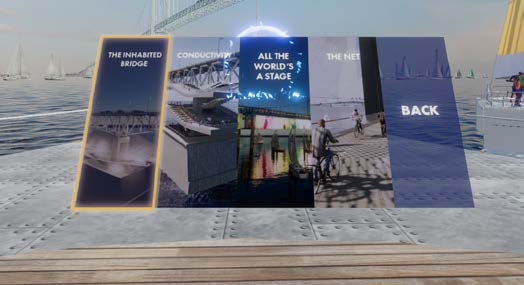 THE INHABITED
BRIDGE
CONDUCTIVITY
ALL THE
WORLD'S
A STAGE
THE NET
BACK